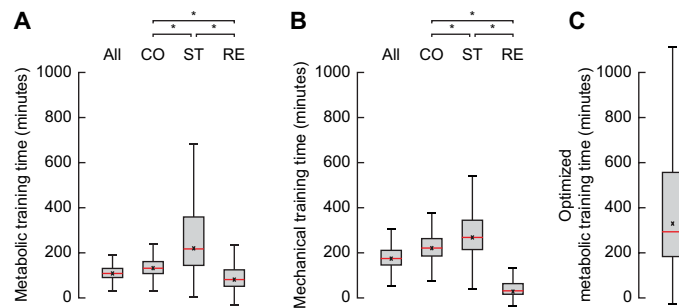 A
B
C
*
*
*
*
*
*
All CO ST RE
All CO ST RE
Metabolic training time (minutes)
1000
800
600
400
200
0
Mechanical training time (minutes)
1000
800
600
400
200
0
Optimized
metabolic training time (minutes)
1000
800
600
400
200
0